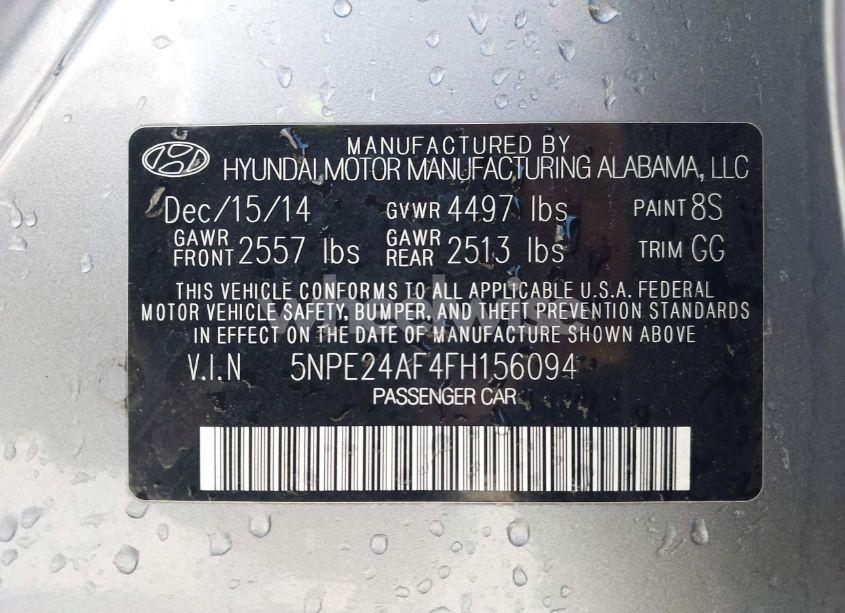 MANUFACTURED BY
HYUNDAI MOTOR MANUFACTURING ALABAMA, LLC
Dec/15/14 GVWR 4497 lbs PAINT 8S
GAWR FRONT 2557 lbs GAWR REAR 2513 lbs TRIM GG
THIS VEHICLE CONFORMS TO ALL APPLICABLE U.S.A. FEDERAL
MOTOR VEHICLE SAFETY, BUMPER, AND THEFT PREVENTION STANDARDS
IN EFFECT ON THE DATE OF MANUFACTURE SHOWN ABOVE
V.I.N 5NPE24AF4FH156094
PASSENGER CAR